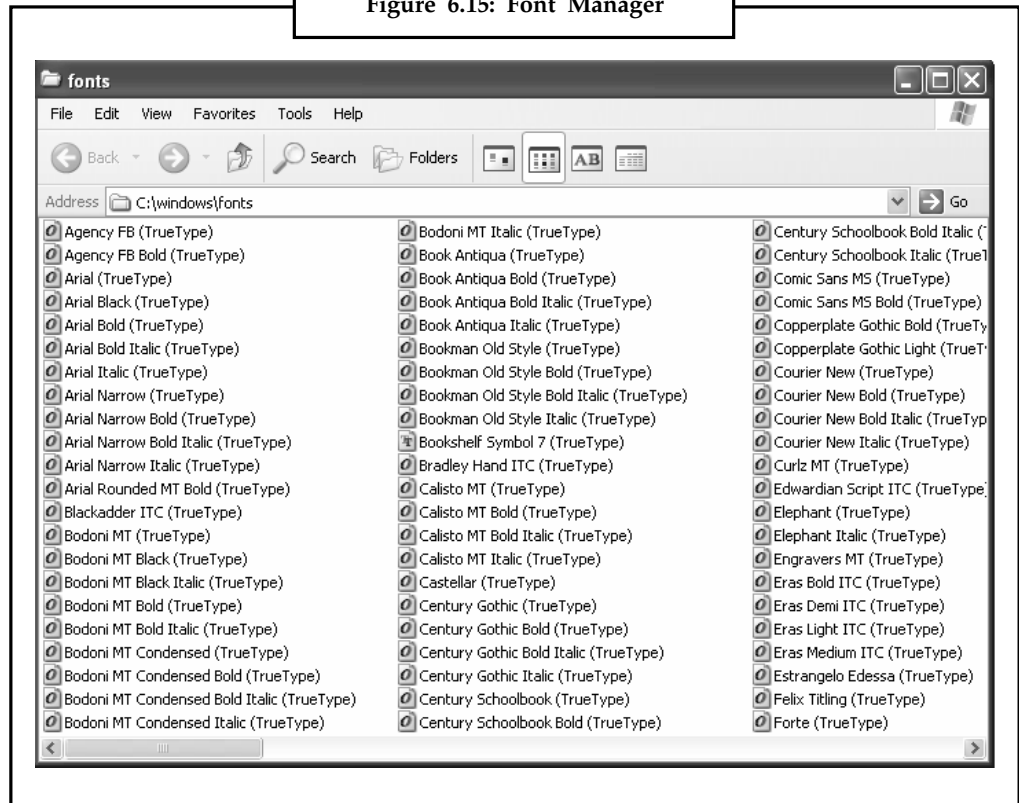 Figure 6.15: Font Manager
fonts
File Edit View Favorites Tools Help
Back Search Folders AB
Address C:\windows\fonts Go
Agency FB (TrueType)
Agency FB Bold (TrueType)
Arial (TrueType)
Arial Black (TrueType)
Arial Bold (TrueType)
Arial Bold Italic (TrueType)
Arial Italic (TrueType)
Arial Narrow (TrueType)
Arial Narrow Bold (TrueType)
Arial Narrow Bold Italic (TrueType)
Arial Narrow Italic (TrueType)
Arial Rounded MT Bold (TrueType)
Blackadder ITC (TrueType)
Bodoni MT (TrueType)
Bodoni MT Black (TrueType)
Bodoni MT Black Italic (TrueType)
Bodoni MT Bold (TrueType)
Bodoni MT Bold Italic (TrueType)
Bodoni MT Condensed (TrueType)
Bodoni MT Condensed Bold (TrueType)
Bodoni MT Condensed Bold Italic (TrueType)
Bodoni MT Condensed Italic (TrueType)
Bodoni MT Italic (TrueType)
Book Antiqua (TrueType)
Book Antiqua Bold (TrueType)
Book Antiqua Bold Italic (TrueType)
Book Antiqua Italic (TrueType)
Bookman Old Style (TrueType)
Bookman Old Style Bold (TrueType)
Bookman Old Style Bold Italic (TrueType)
Bookman Old Style Italic (TrueType)
Bookshelf Symbol 7 (TrueType)
Bradley Hand ITC (TrueType)
Calisto MT (TrueType)
Calisto MT Bold (TrueType)
Calisto MT Bold Italic (TrueType)
Calisto MT Italic (TrueType)
Castellar (TrueType)
Century Gothic (TrueType)
Century Gothic Bold (TrueType)
Century Gothic Bold Italic (TrueType)
Century Gothic Italic (TrueType)
Century Schoolbook (TrueType)
Century Schoolbook Bold (TrueType)
Century Schoolbook Bold Italic (
Century Schoolbook Italic (True
Comic Sans MS (TrueType)
Comic Sans MS Bold (TrueType)
Copperplate Gothic Bold (TrueTy
Copperplate Gothic Light (TrueT
Courier New (TrueType)
Courier New Bold (TrueType)
Courier New Bold Italic (TrueTyp
Courier New Italic (TrueType)
Curlz MT (TrueType)
Edwardian Script ITC (TrueType
Elephant (TrueType)
Elephant Italic (TrueType)
Engravers MT (TrueType)
Eras Bold ITC (TrueType)
Eras Demi ITC (TrueType)
Eras Light ITC (TrueType)
Eras Medium ITC (TrueType)
Estrangelo Edessa (TrueType)
Felix Titling (TrueType)
Forte (TrueType)